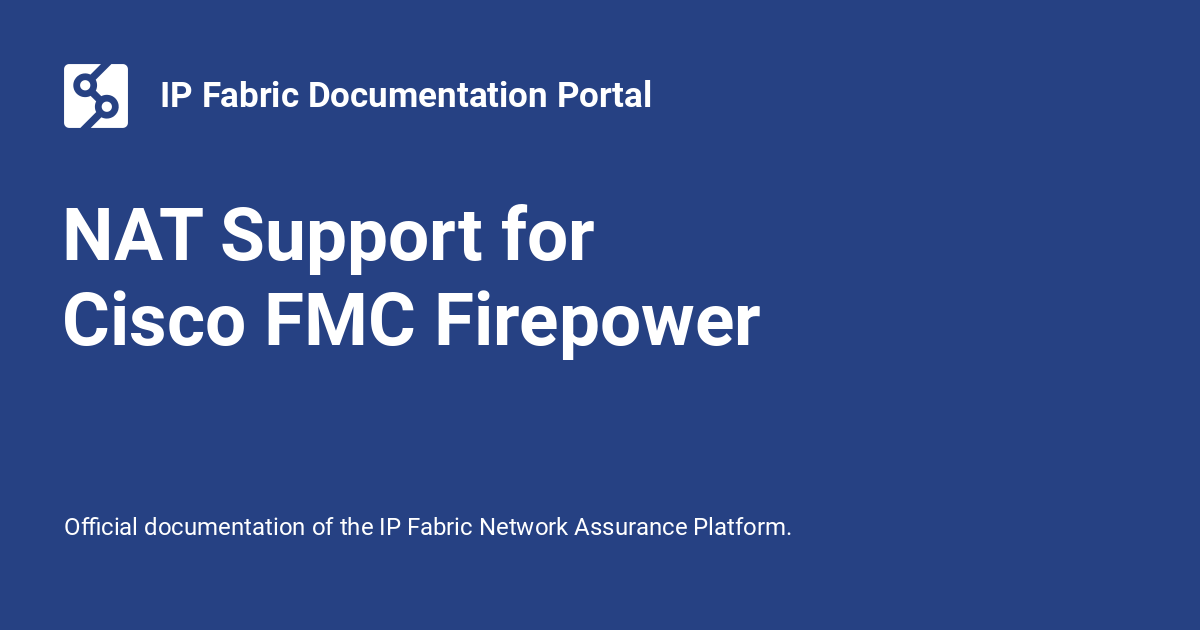 IP Fabric Documentation Portal
NAT Support for
Cisco FMC Firepower
Official documentation of the IP Fabric Network Assurance Platform.